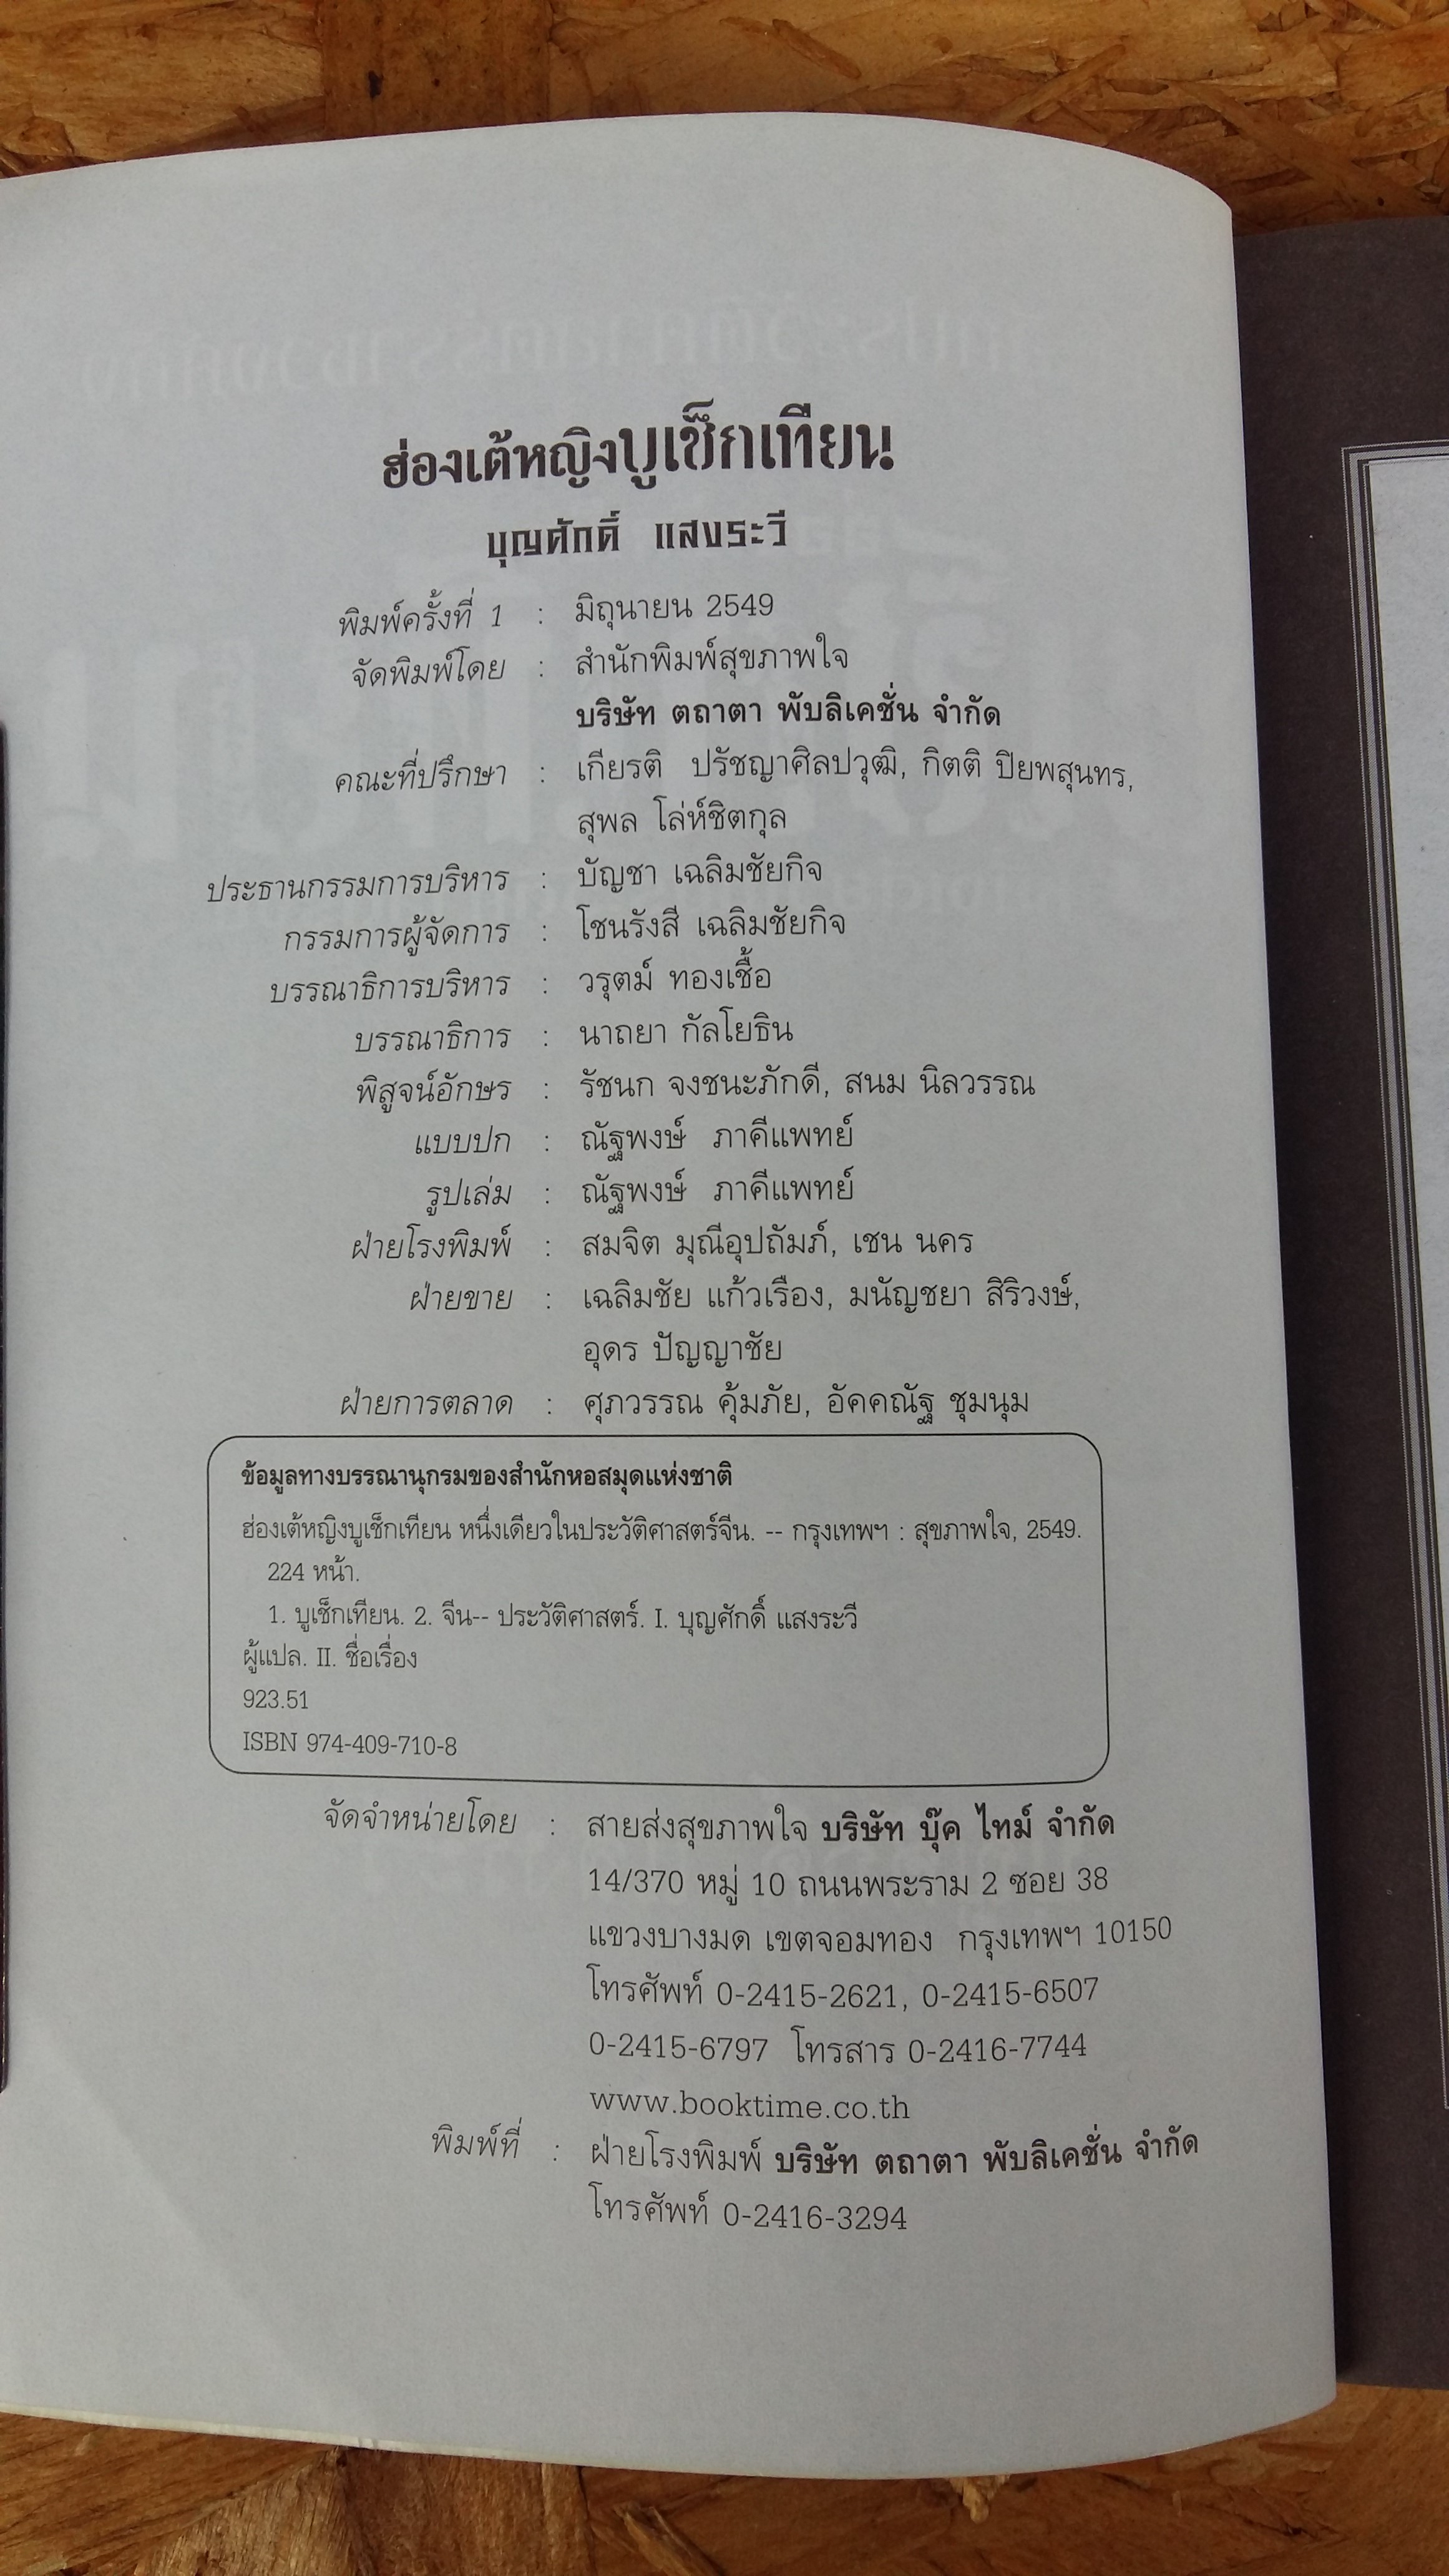 ฮ่องเต้หญิงบูเช็กเทียน
บุญศักดิ์ แสงระวี
พิมพ์ครั้งที่ 1 : มิถุนายน 2549
จัดพิมพ์โดย : สำนักพิมพ์สุขภาพใจ
บริษัท ตถาตา พับลิเคชั่น จำกัด
คณะที่ปรึกษา : เกียรติ ปรัชญาศิลปวุฒิ, กิตติ ปิยพสุนทร,
สุพล โล่ห์ชิตกุล
ประธานกรรมการบริหาร : บัญชา เฉลิมชัยกิจ
กรรมการผู้จัดการ : โชนรังสี เฉลิมชัยกิจ
บรรณาธิการบริหาร : วรุตม์ ทองเชื้อ
บรรณาธิการ : นาถยา กัลโยธิน
พิสูจน์อักษร : รัชนก จงชนะภักดี, สนม นิลวรรณ
แบบปก : ณัฐพงษ์ ภาคีแพทย์
รูปเล่ม : ณัฐพงษ์ ภาคีแพทย์
ฝ่ายโรงพิมพ์ : สมจิต มุณีอุปถัมภ์, เชน นคร
ฝ่ายขาย : เฉลิมชัย แก้วเรือง, มนัญชยา สิริวงษ์,
อุดร ปัญญาชัย
ฝ่ายการตลาด : ศุภวรรณ คุ้มภัย, อัคคณัฐ ชุมนุม
ข้อมูลทางบรรณานุกรมของสำนักหอสมุดแห่งชาติ
ฮ่องเต้หญิงบูเช็กเทียน หนึ่งเดียวในประวัติศาสตร์จีน. -- กรุงเทพฯ : สุขภาพใจ, 2549.
224 หน้า.
1. บูเช็กเทียน. 2. จีน-- ประวัติศาสตร์. I. บุญศักดิ์ แสงระวี
ผู้แปล. II. ชื่อเรื่อง
923.51
ISBN 974-409-710-8
จัดจำหน่ายโดย : สายส่งสุขภาพใจ บริษัท บุ๊ค ไทม์ จำกัด
14/370 หมู่ 10 ถนนพระราม 2 ซอย 38
แขวงบางมด เขตจอมทอง กรุงเทพฯ 10150
โทรศัพท์ 0-2415-2621, 0-2415-6507
0-2415-6797 โทรสาร 0-2416-7744
www.booktime.co.th
พิมพ์ที่ : ฝ่ายโรงพิมพ์ บริษัท ตถาตา พับลิเคชั่น จำกัด
โทรศัพท์ 0-2416-3294